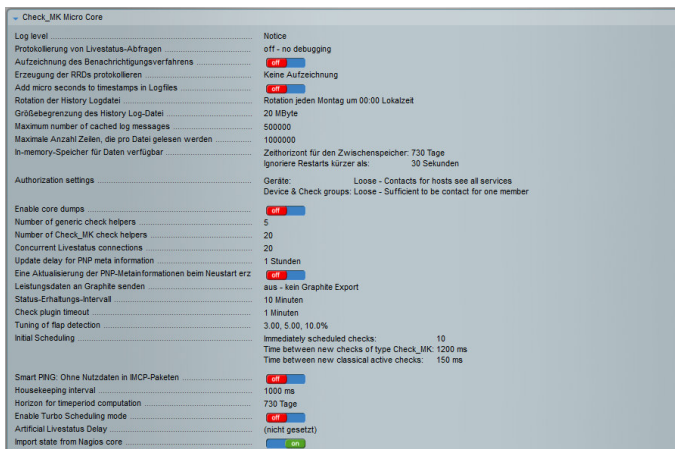 Check_MK Micro Core
Log level Notice
Protokollierung von Livestatus-Abfragen off - no debugging
Aufzeichnung des Benachrichtigungsverfahrens off
Erzeugung der RRDs protokollieren Keine Aufzeichnung
Add micro seconds to timestamps in Logfiles off
Rotation der History Logdatei Rotation jeden Montag um 00:00 Lokalzeit
Größebegrenzung des History Log-Datei 20 MByte
Maximum number of cached log messages 500000
Maximale Anzahl Zeilen, die pro Datei gelesen werden 1000000
In-memory-Speicher für Daten verfügbar Zeithorizont für den Zwischenspeicher: 730 Tage
Ignoriere Restarts kürzer als: 30 Sekunden
Authorization settings Geräte: Loose - Contacts for hosts see all services
Device & Check groups: Loose - Sufficient to be contact for one member
Enable core dumps off
Number of generic check helpers 5
Number of Check_MK check helpers 20
Concurrent Livestatus connections 20
Update delay for PNP meta information 1 Stunden
Eine Aktualisierung der PNP-Metainformationen beim Neustart erz off
Leistungsdaten an Graphite senden aus - kein Graphite Export
Status-Erhaltungs-Intervall 10 Minuten
Check plugin timeout 1 Minuten
Tuning of flap detection 3.00, 5.00, 10.0%
Initial Scheduling Immediately scheduled checks: 10
Time between new checks of type Check_MK: 1200 ms
Time between new classical active checks: 150 ms
Smart PING: Ohne Nutzdaten in IMCP-Paketen off
Housekeeping interval 1000 ms
Horizon for timeperiod computation 730 Tage
Enable Turbo Scheduling mode off
Artificial Livestatus Delay (nicht gesetzt)
Import state from Nagios core on